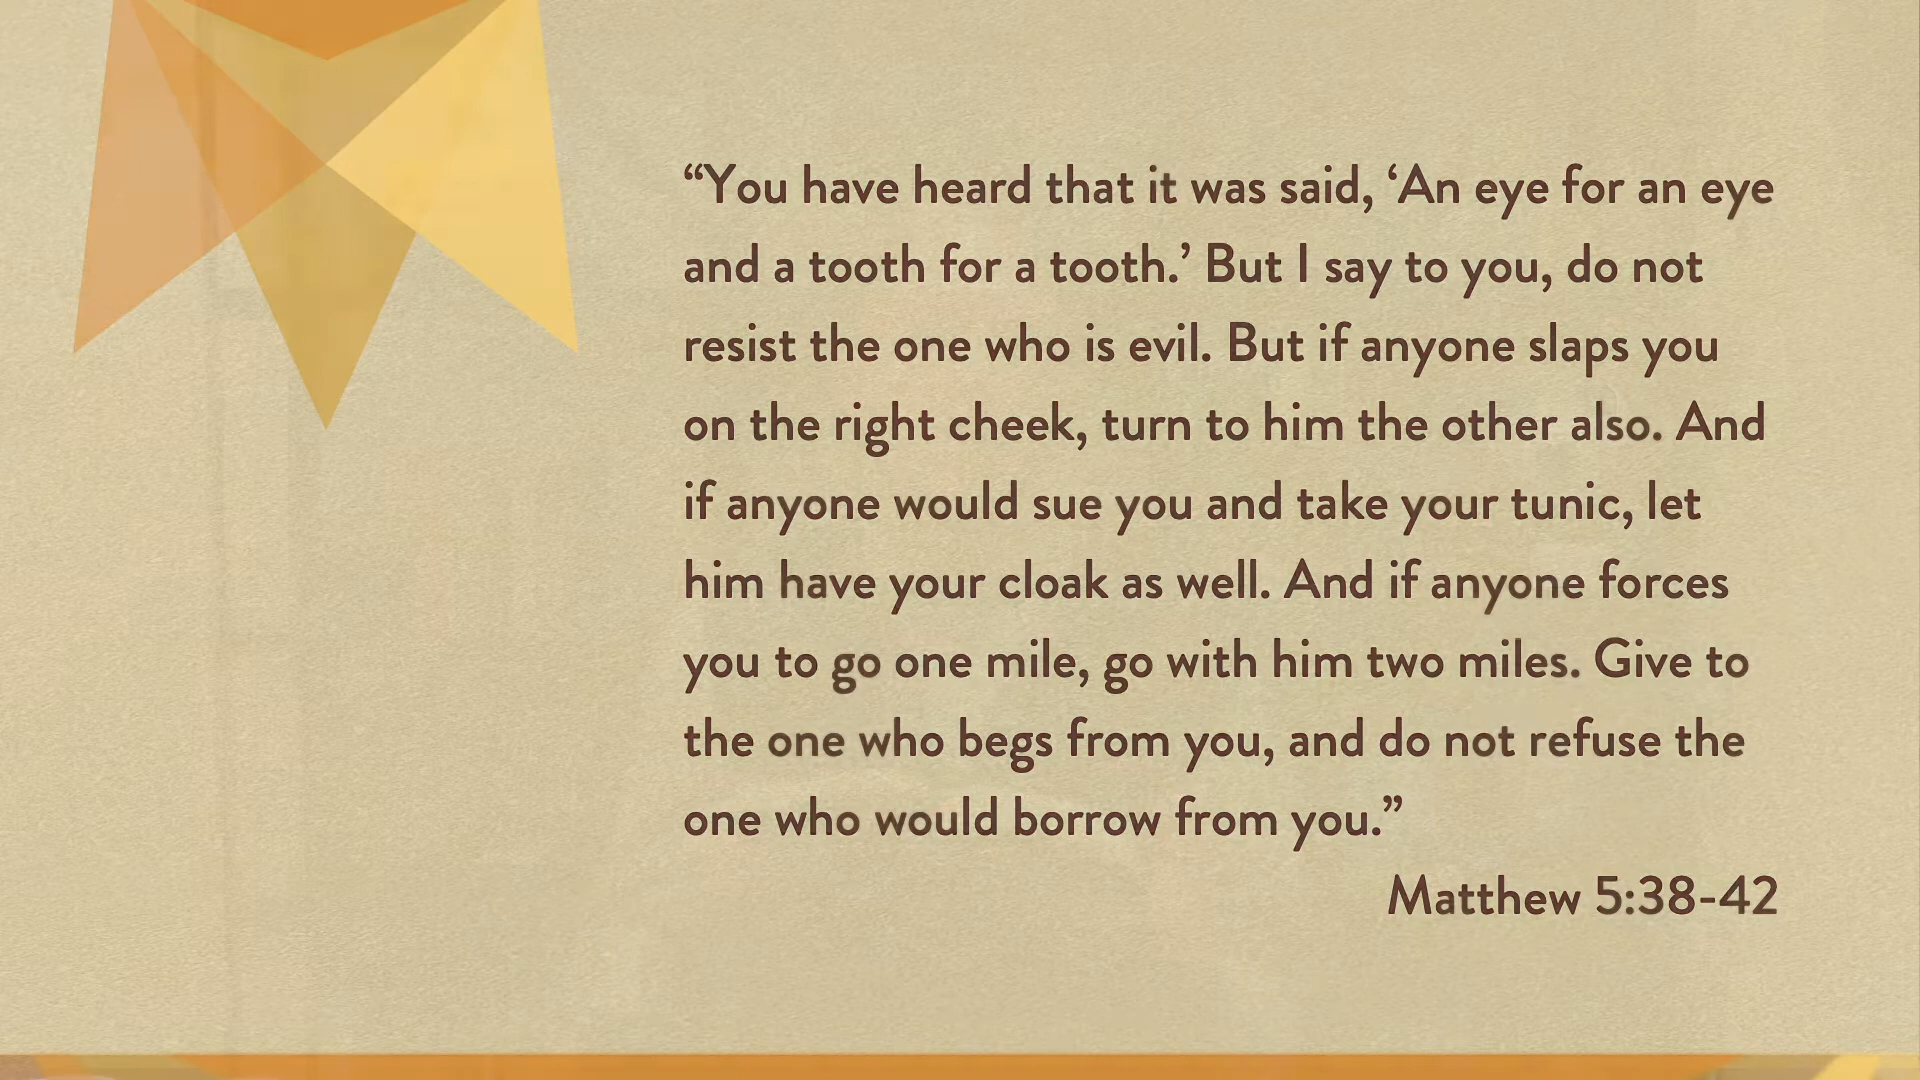 “You have heard that it was said, ‘An eye for an eye
and a tooth for a tooth.’ But I say to you, do not
resist the one who is evil. But if anyone slaps you
on the right cheek, turn to him the other also. And
if anyone would sue you and take your tunic, let
him have your cloak as well. And if anyone forces
you to go one mile, go with him two miles. Give to
the one who begs from you, and do not refuse the
one who would borrow from you.”
Matthew 5:38-42